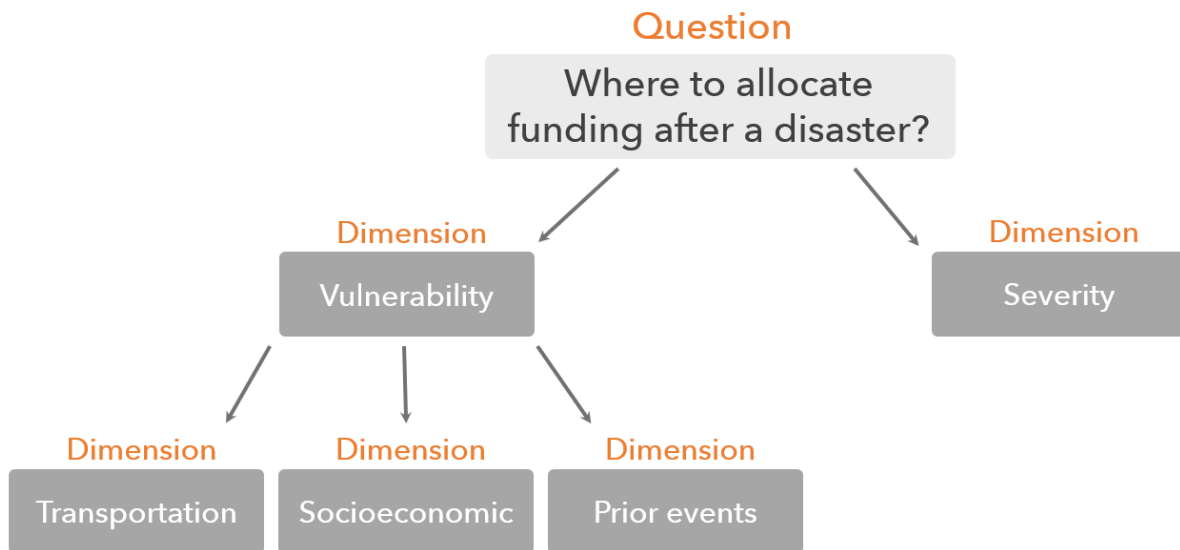 Question
Where to allocate
funding after a disaster?
Dimension
Dimension
Vulnerability
Severity
Dimension
Dimension
Dimension
Transportation
Socioeconomic
Prior events